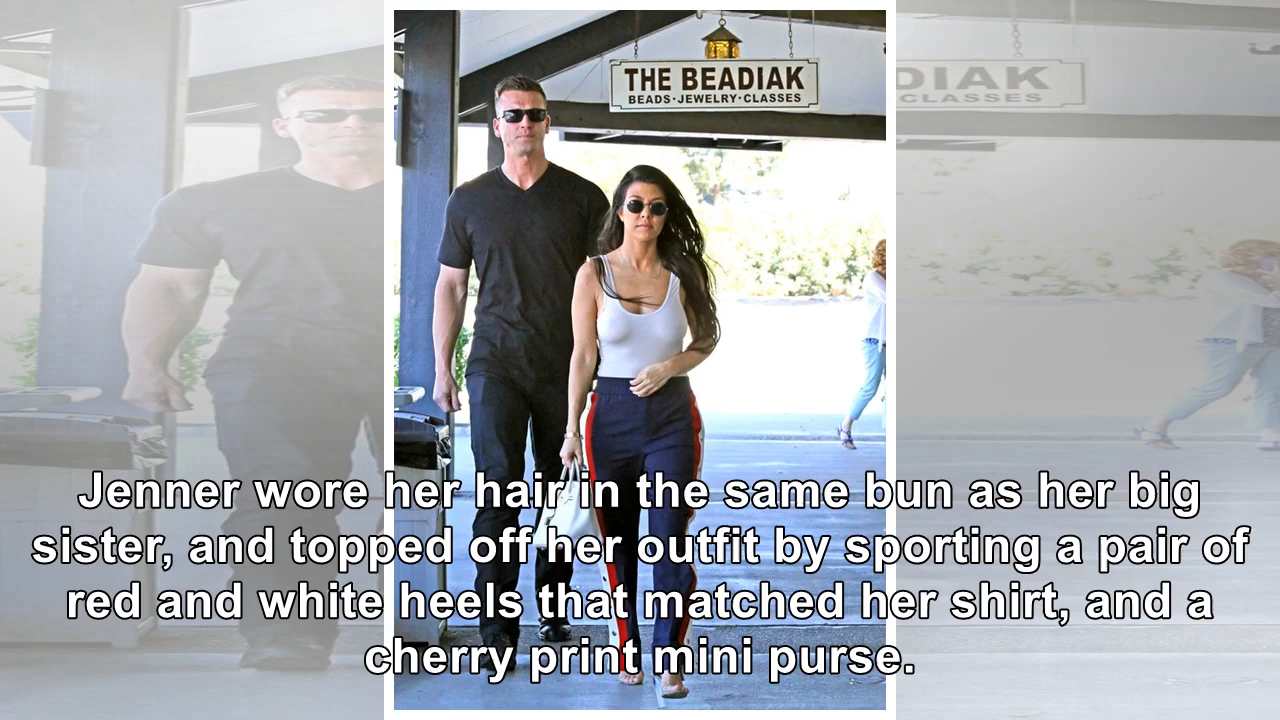 THE BEADIAK
BEADS·JEWELRY·CLASSES
DIAK
CLASSES
Jenner wore her hair in the same bun as her big
sister, and topped off her outfit by sporting a pair of
red and white heels that matched her shirt, and a
cherry print mini purse.